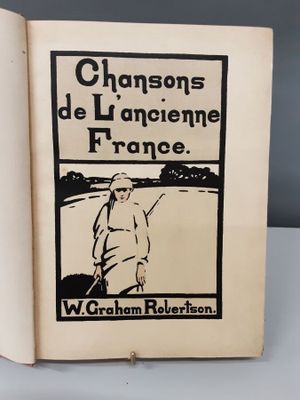 Chansons
de L'ancienne
France.
W. Graham Robertson.